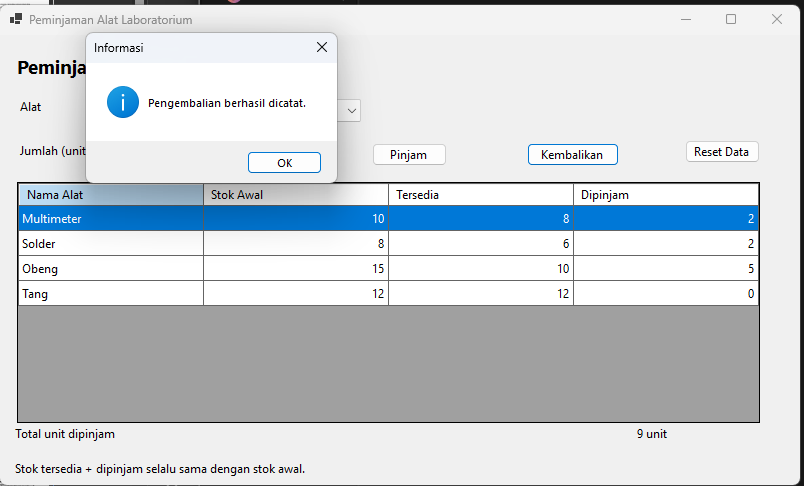 Peminjaman Alat Laboratorium
Informasi
Peminja
Pengembalian berhasil dicatat.
Alat
OK
Jumlah (unit
Pinjam
Kembalikan
Reset Data
Nama Alat Stok Awal Tersedia Dipinjam
Multimeter 10 8 2
Solder 8 6 2
Obeng 15 10 5
Tang 12 12 0
Total unit dipinjam 9 unit
Stok tersedia + dipinjam selalu sama dengan stok awal.